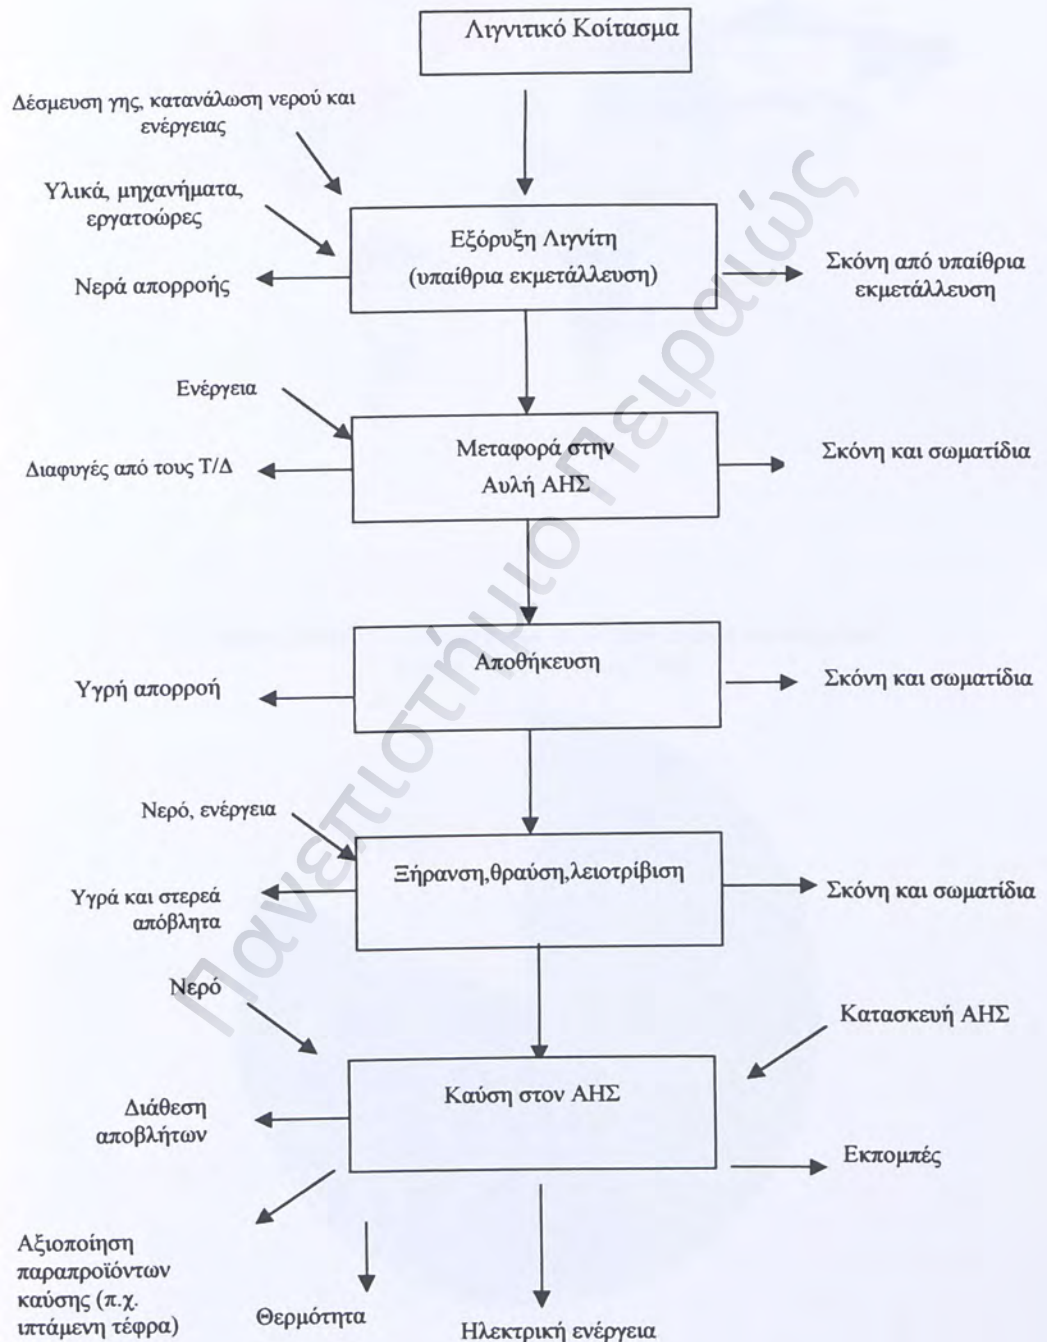 Λιγνιτικό Κοίτασμα
Δέσμευση γης, κατανάλωση νερού και
ενέργειας
Υλικά, μηχανήματα,
εργατοώρες
Εξόρυξη Λιγνίτη
(υπαίθρια εκμετάλλευση)
Νερά απορροής
Σκόνη από υπαίθρια
εκμετάλλευση
Ενέργεια
Μεταφορά στην
Αυλή ΑΗΣ
Διαφυγές από τους Τ/Δ
Σκόνη και σωματίδια
Αποθήκευση
Υγρή απορροή
Σκόνη και σωματίδια
Νερό, ενέργεια
Ξήρανση,θραύση,λειοτρίβιση
Υγρά και στερεά
απόβλητα
Σκόνη και σωματίδια
Νερό
Κατασκευή ΑΗΣ
Καύση στον ΑΗΣ
Διάθεση
αποβλήτων
Εκπομπές
Αξιοποίηση
παραπροϊόντων
καύσης (π.χ.
ιπτάμενη τέφρα)
Θερμότητα
Ηλεκτρική ενέργεια
Πανεπιστήμιο Πειραιώς